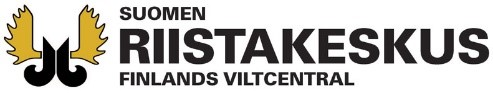 SUOMEN
RIISTAKESKUS
FINLANDS VILTCENTRAL